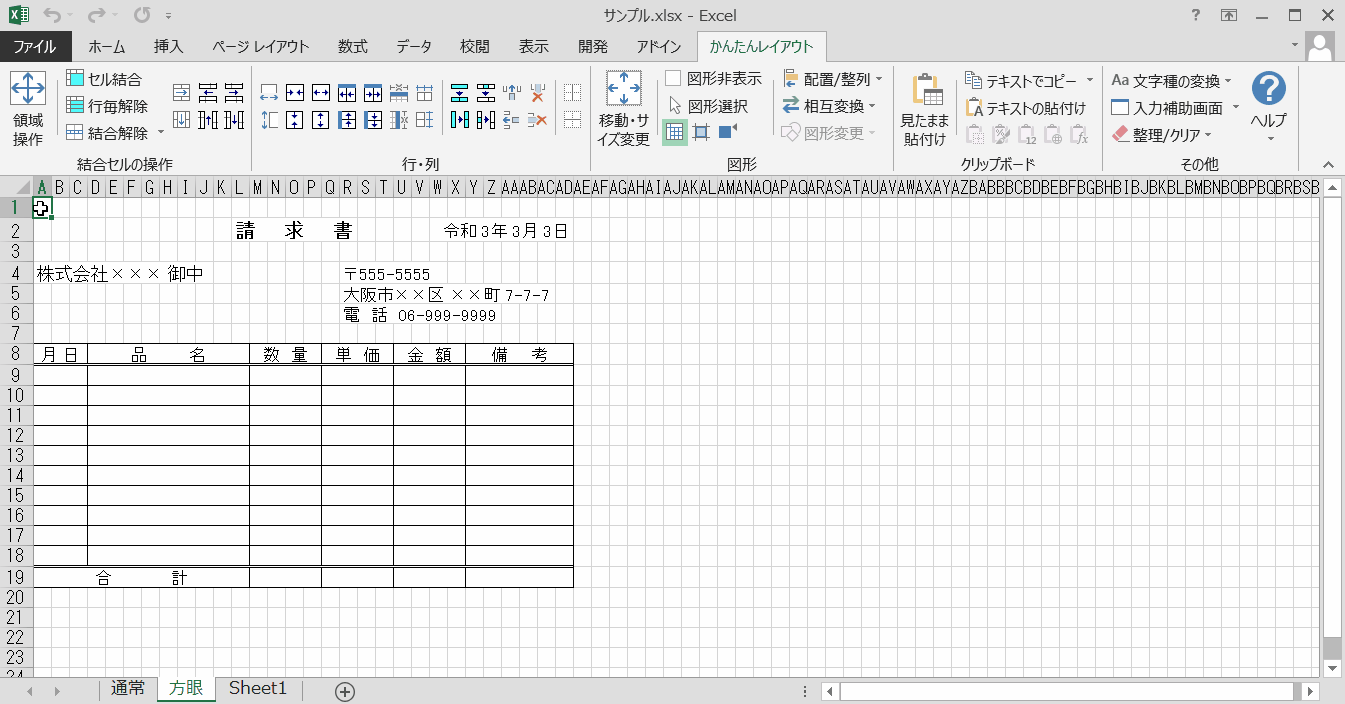 サンプル.xlsx - Excel
?
ファイル ホーム 挿入 ページ レイアウト 数式 データ 校閲 表示 開発 アドイン かんたんレイアウト
セル結合
行毎解除
結合解除
領域
操作
結合セルの操作
行・列
移動・サ
イズ変更
図形非表示
図形選択
配置/整列
相互変換
図形変更
図形
見たまま
貼付け
テキストでコピー
テキストの貼付け
クリップボード
Aa 文字種の変換
入力補助画面
整理/クリア
その他
ヘルプ
A B C D E F G H I J K L M N O P Q R S T U V W X Y Z AA AB AC AD AE AF AG AH AI AJ AK AL AM AN AO AP AQ AR AS AT AU AV AW AX AY AZ BA BB BC BD BE BF BG BH BI BJ BK BL BM BN BO BP BQ BR BS B
1
2 請 求 書 令和3年3月3日
3
4 株式会社××× 御中 〒555-5555
5 大阪市××区 ××町 7-7-7
6 電 話 06-999-9999
7
8 月 日 品 名 数 量 単 価 金 額 備 考
9
10
11
12
13
14
15
16
17
18
19 合 計
20
21
22
23
24
通常 方眼 Sheet1